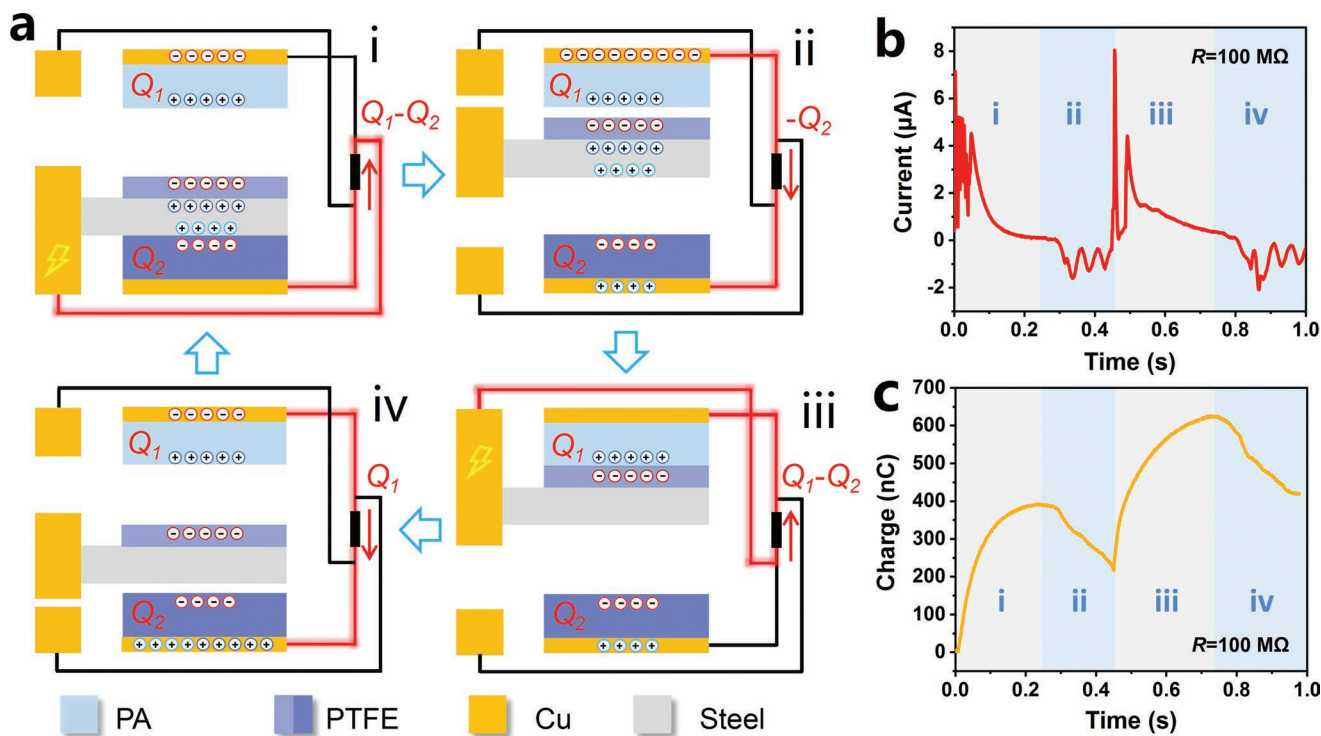 a
i
Q1
Q1-Q2
Q2
ii
Q1
-Q2
Q2
iv
Q1
Q1
Q2
iii
Q1
Q1-Q2
Q2
PA
PTFE
Cu
Steel
b
R=100 MΩ
i
ii
iii
iv
Current (μA)
8
6
4
2
0
-2
0.0 0.2 0.4 0.6 0.8 1.0
Time (s)
c
Charge (nC)
700
600
500
400
300
200
100
0
i
ii
iii
iv
R=100 MΩ
0.0 0.2 0.4 0.6 0.8 1.0
Time (s)